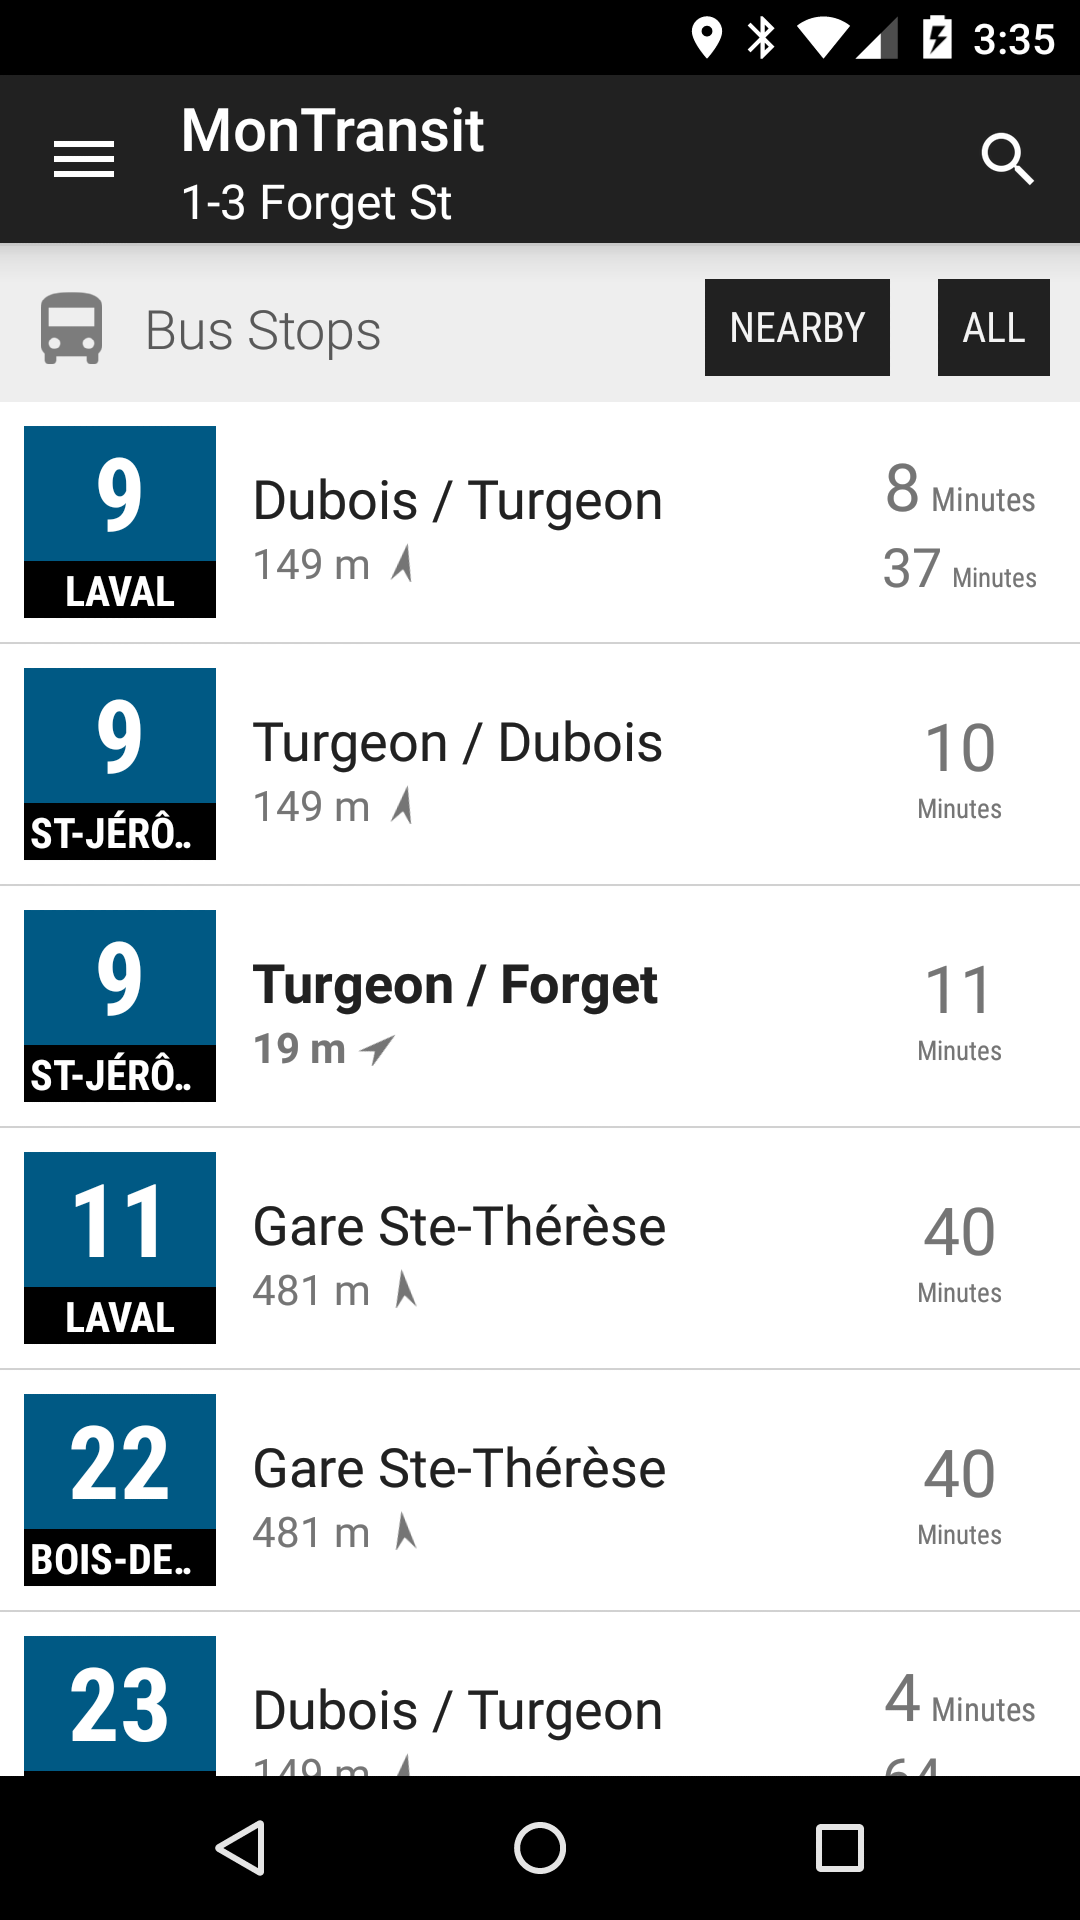 3:35
MonTransit
1-3 Forget St
Bus Stops NEARBY ALL
9 Dubois / Turgeon 8 Minutes
LAVAL 149 m 37 Minutes
9 Turgeon / Dubois 10
ST-JÉRÔ.. 149 m Minutes
9 Turgeon / Forget 11
ST-JÉRÔ.. 19 m Minutes
11 Gare Ste-Thérèse 40
LAVAL 481 m Minutes
22 Gare Ste-Thérèse 40
BOIS-DE.. 481 m Minutes
23 Dubois / Turgeon 4 Minutes
149 m 64